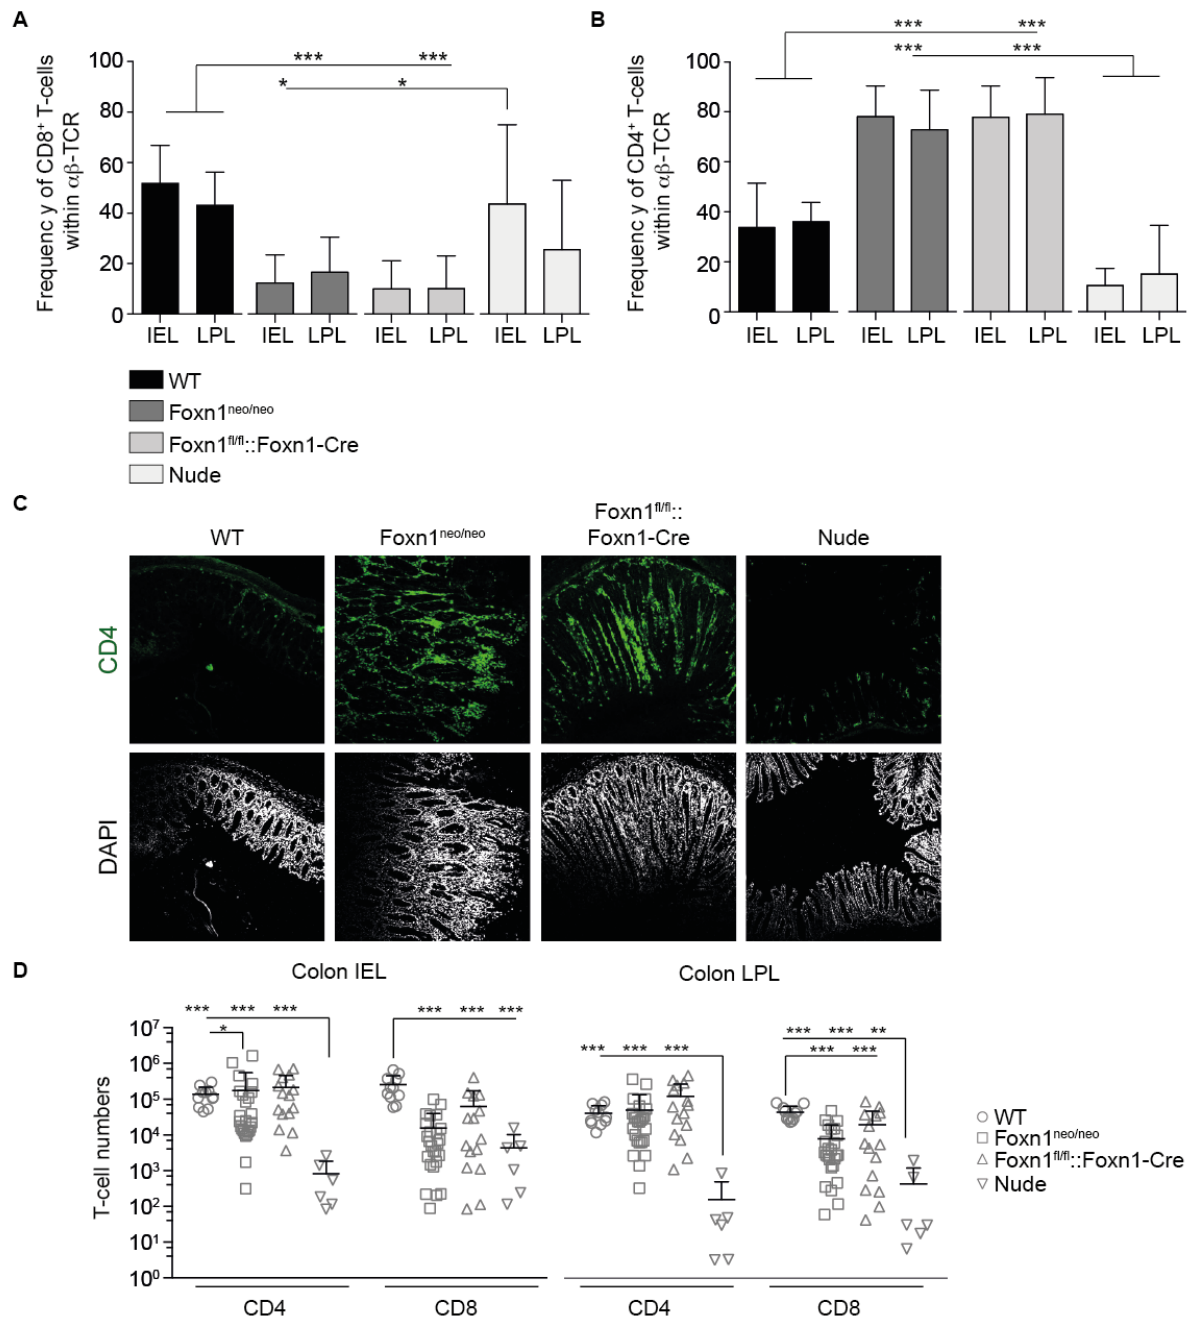 A
B
*** ***
* *
*** ***
*** ***
Frequenc y of CD8⁺ T-cells
within αβ-TCR
100
80
60
40
20
0
IEL LPL IEL LPL IEL LPL IEL LPL
Frequenc y of CD4⁺ T-cells
within αβ-TCR
100
80
60
40
20
0
IEL LPL IEL LPL IEL LPL IEL LPL
WT
Foxn1ⁿᵉᵒ/ⁿᵉᵒ
Foxn1ᶠˡ/ᶠˡ::Foxn1-Cre
Nude
C
WT
Foxn1ⁿᵉᵒ/ⁿᵉᵒ
Foxn1ᶠˡ/ᶠˡ::
Foxn1-Cre
Nude
CD4
DAPI
D
Colon IEL
Colon LPL
*** *** ***
*
*** *** ***
*** *** ***
*** *** **
*** ***
T-cell numbers
10⁷
10⁶
10⁵
10⁴
10³
10²
10¹
10⁰
CD4 CD8 CD4 CD8
WT
Foxn1ⁿᵉᵒ/ⁿᵉᵒ
Foxn1ᶠˡ/ᶠˡ::Foxn1-Cre
Nude